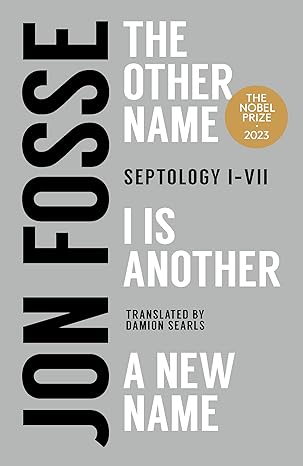 JON FOSSE
THE
OTHER
NAME
THE
NOBEL
PRIZE
·
2023
SEPTOLOGY I–VII
I IS
ANOTHER
TRANSLATED BY
DAMION SEARLS
A NEW
NAME